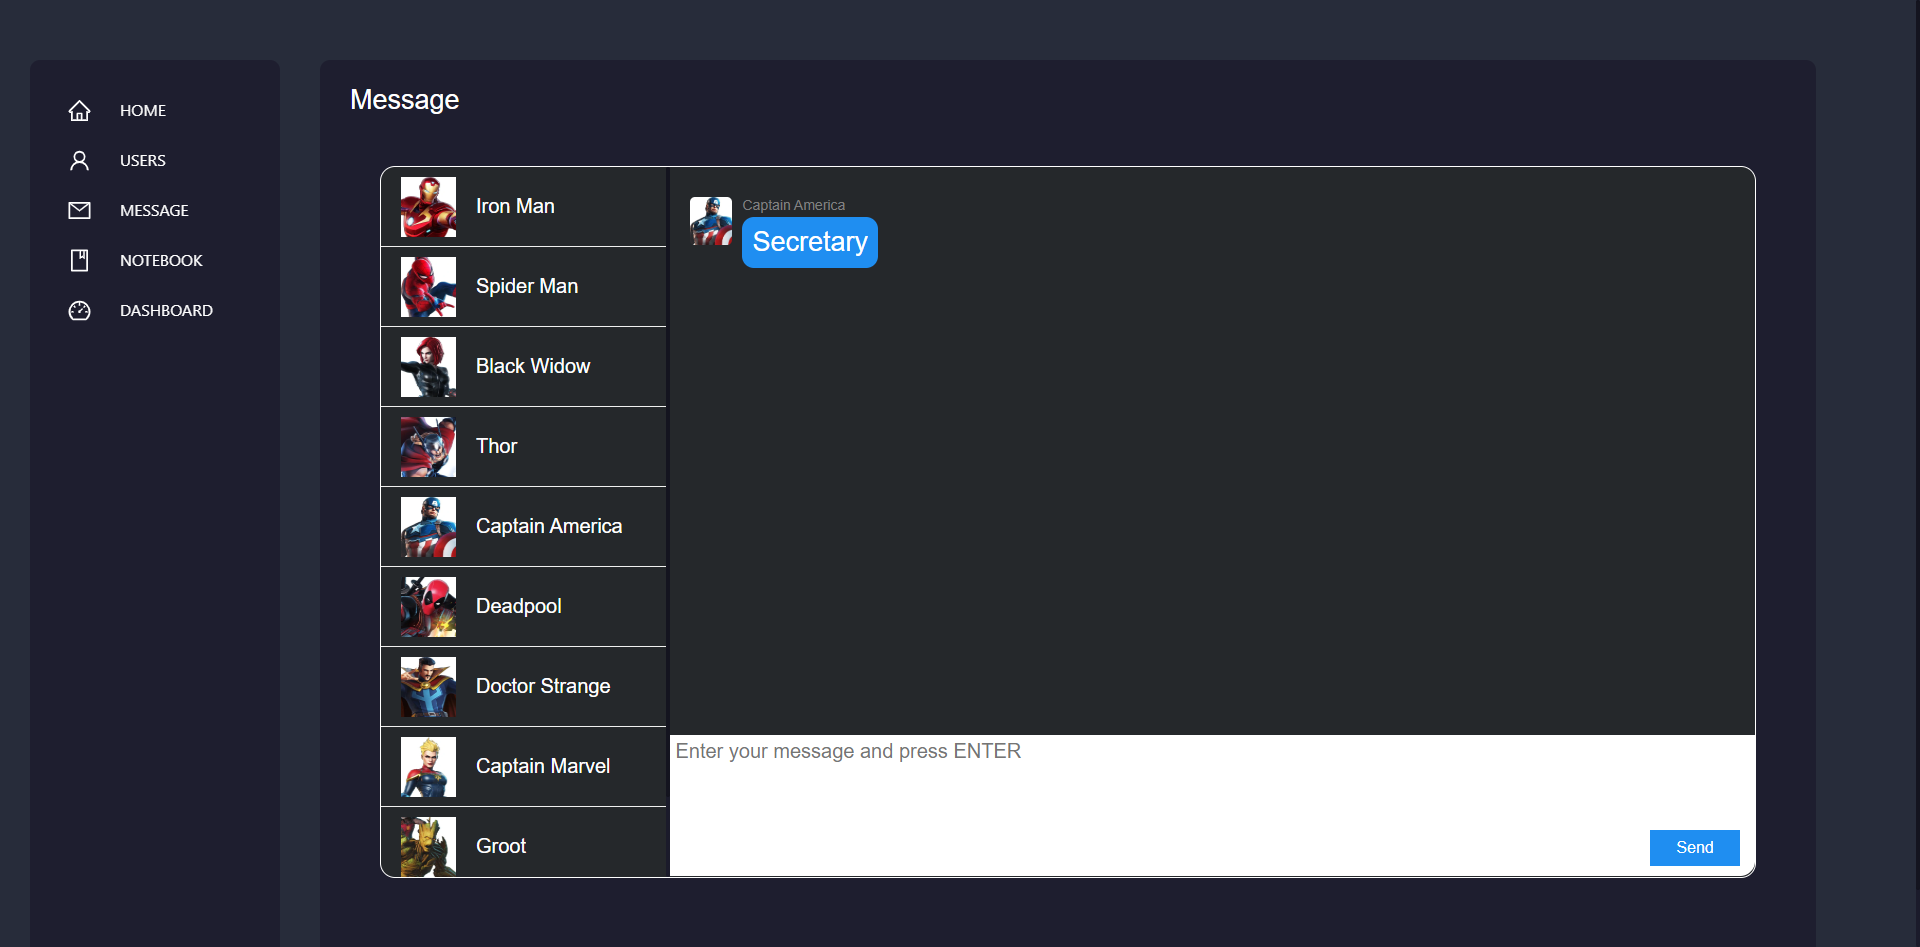 HOME
USERS
MESSAGE
NOTEBOOK
DASHBOARD
Message
Iron Man
Spider Man
Black Widow
Thor
Captain America
Deadpool
Doctor Strange
Captain Marvel
Groot
Captain America
Secretary
Enter your message and press ENTER
Send